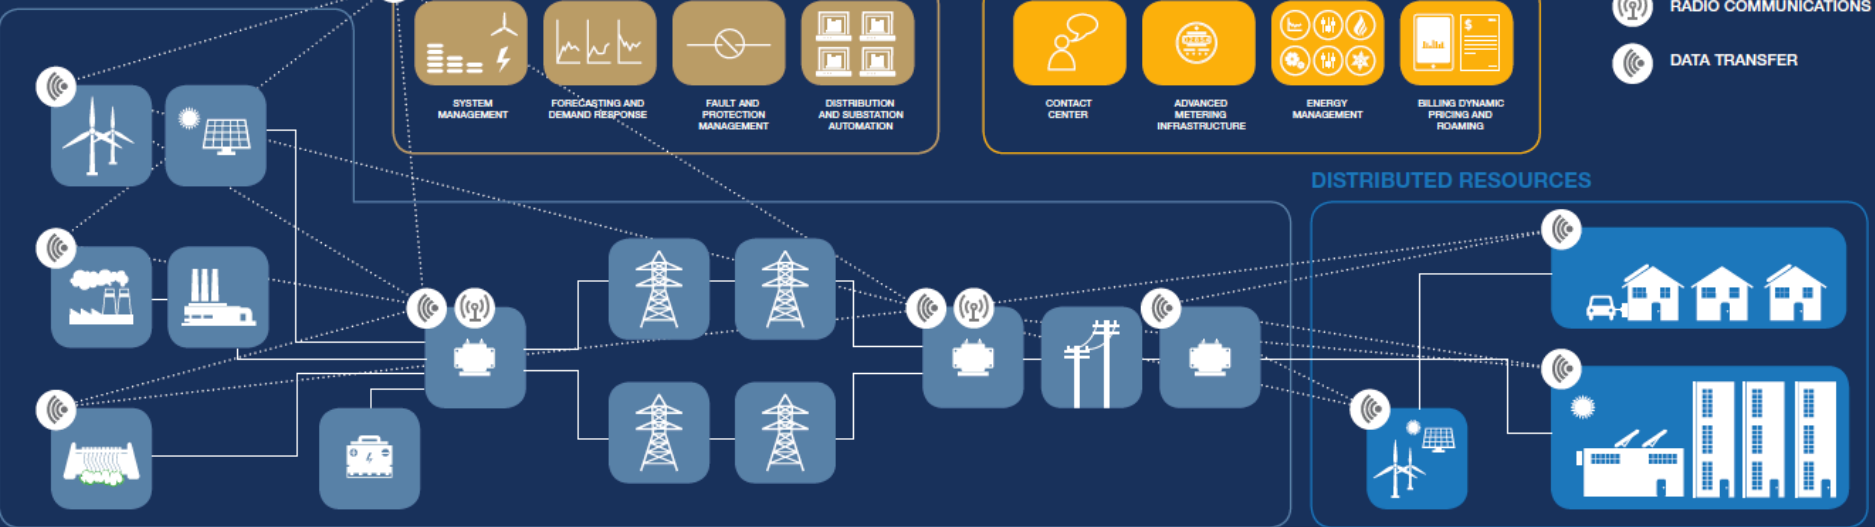 RADIO COMMUNICATIONS
DATA TRANSFER
SYSTEM
MANAGEMENT
FORECASTING AND
DEMAND RESPONSE
FAULT AND
PROTECTION
MANAGEMENT
DISTRIBUTION
AND SUBSTATION
AUTOMATION
CONTACT
CENTER
ADVANCED
METERING
INFRASTRUCTURE
ENERGY
MANAGEMENT
BILLING DYNAMIC
PRICING AND
ROAMING
$
DISTRIBUTED RESOURCES